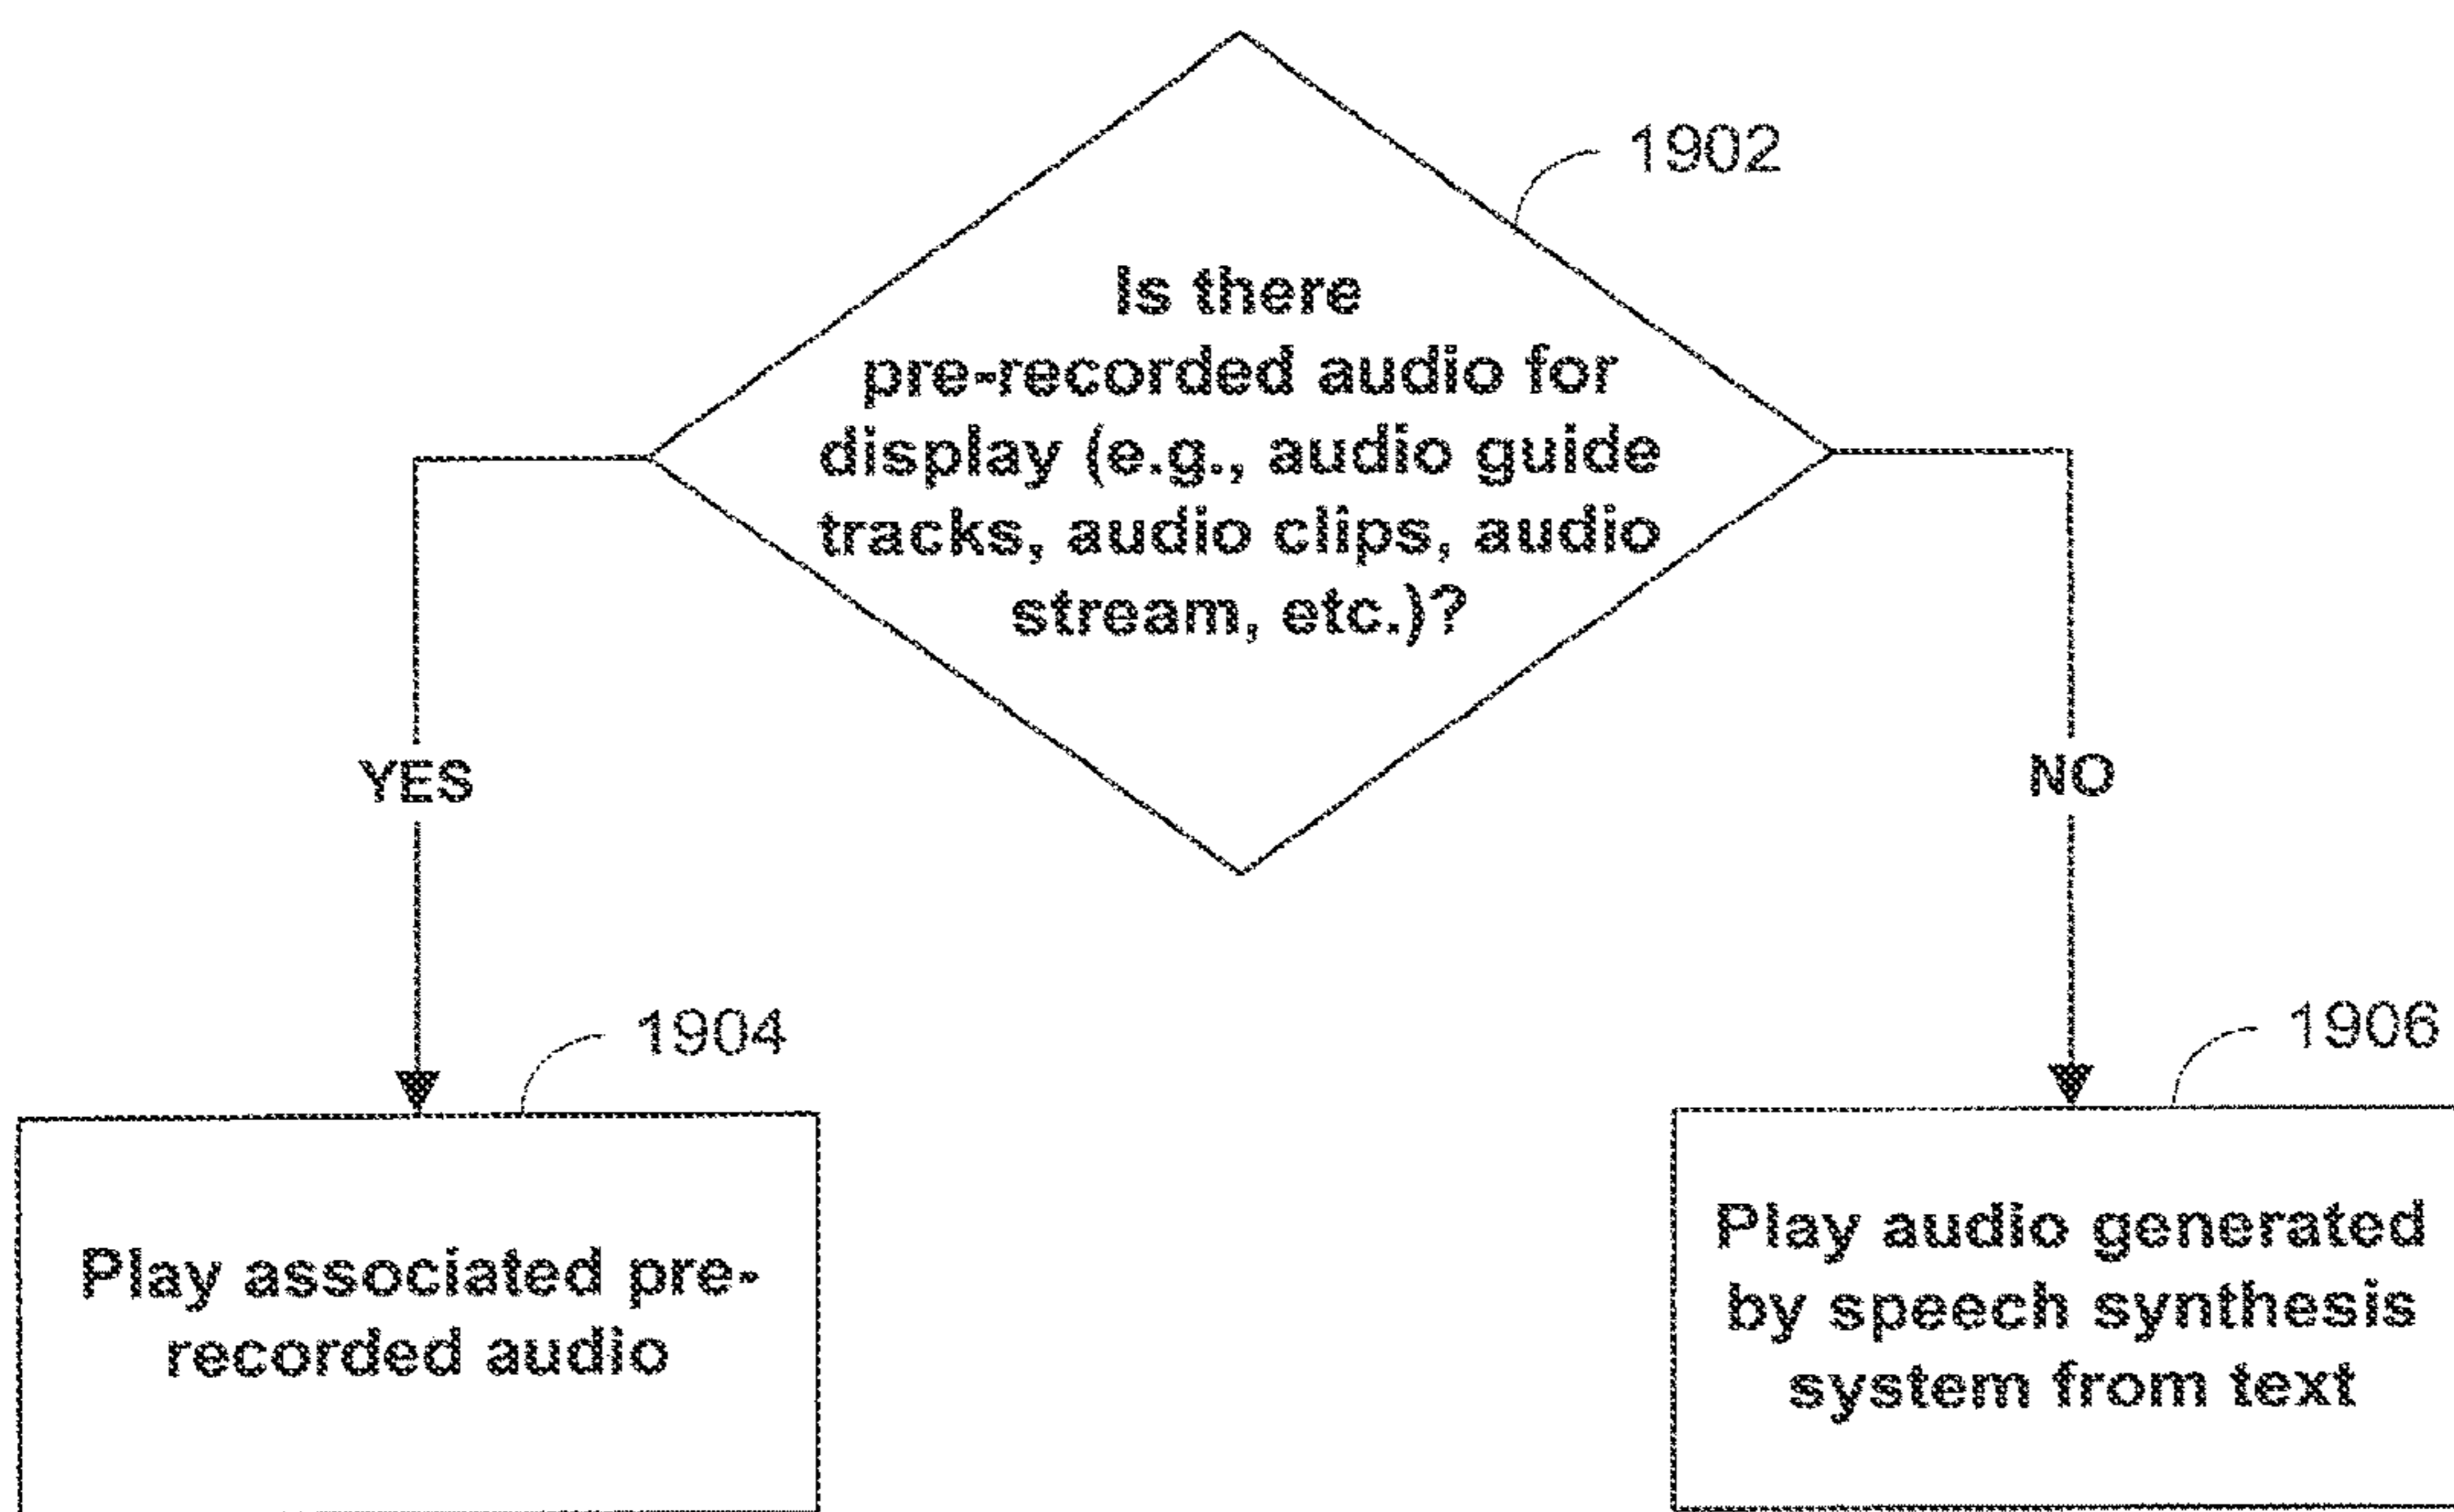 1902
Is there
pre-recorded audio for
display (e.g., audio guide
tracks, audio clips, audio
stream, etc.)?
YES
NO
1904
Play associated pre-
recorded audio
1906
Play audio generated
by speech synthesis
system from text